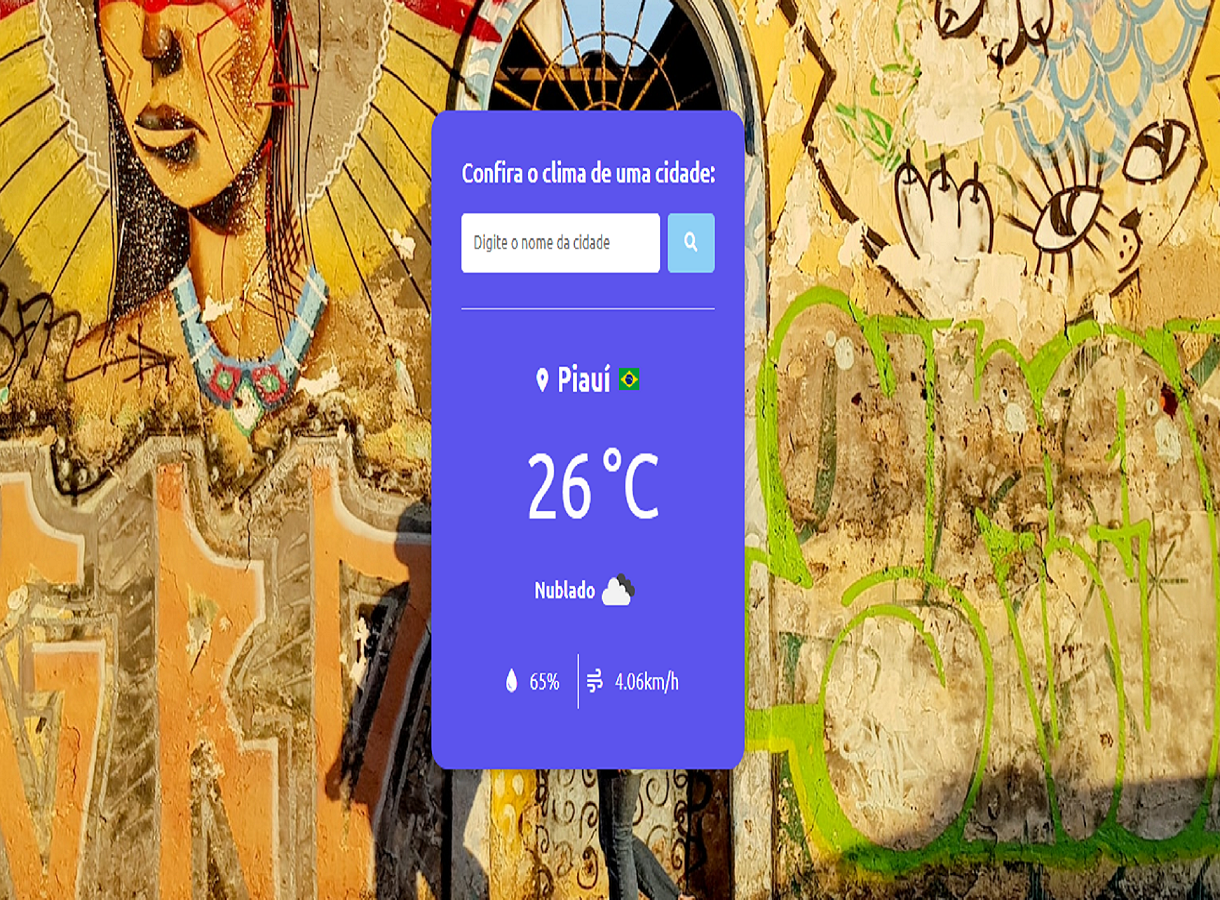 Confira o clima de uma cidade:
Digite o nome da cidade
Piauí
26°C
Nublado
65% 4.06km/h